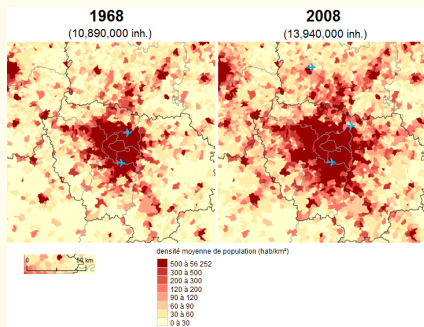 1968
(10,890,000 inh.)
2008
(13,940,000 inh.)
densité moyenne de population (hab/km²)
500 à 56 252
300 à 500
200 à 300
120 à 200
90 à 120
60 à 90
30 à 60
0 à 30
0
50 km